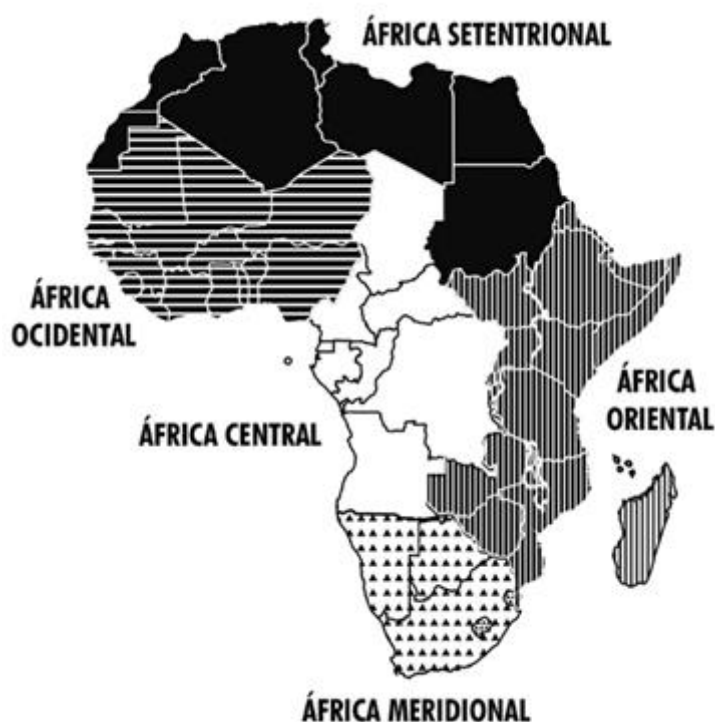 ÁFRICA SETENTRIONAL
ÁFRICA
OCIDENTAL
ÁFRICA
ORIENTAL
ÁFRICA CENTRAL
ÁFRICA MERIDIONAL